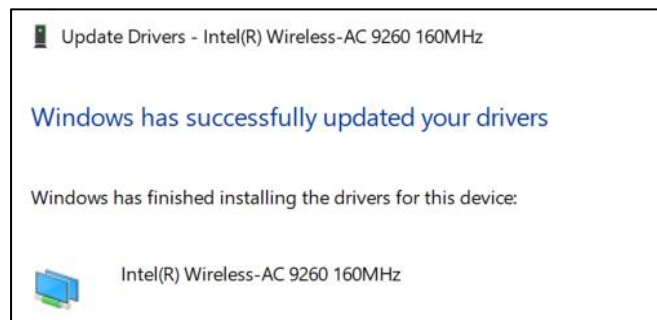 Update Drivers - Intel(R) Wireless-AC 9260 160MHz
Windows has successfully updated your drivers
Windows has finished installing the drivers for this device:
Intel(R) Wireless-AC 9260 160MHz